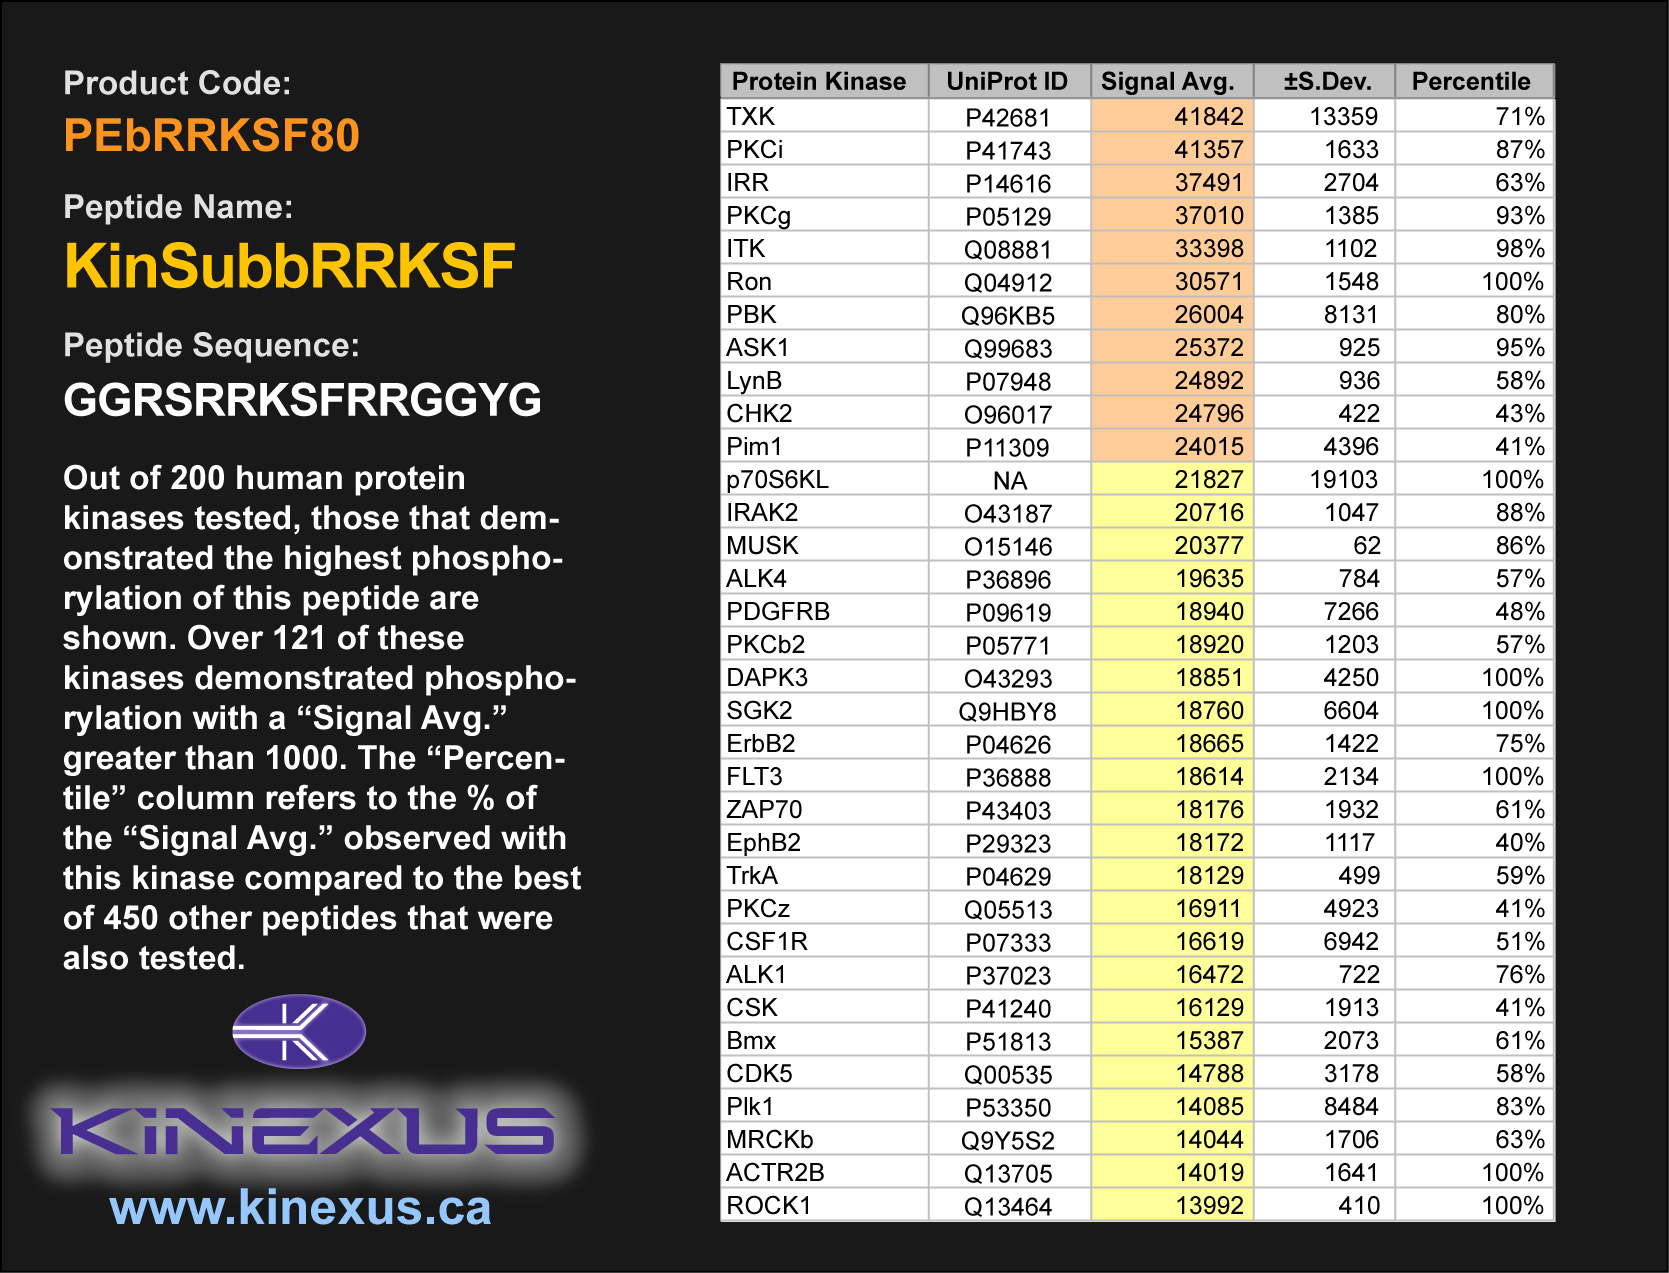 Product Code:
PEbRRKSF80
Peptide Name:
KinSubbRRKSF
Peptide Sequence:
GGRSRRKSFRRGGYG
Out of 200 human protein
kinases tested, those that dem-
onstrated the highest phospho-
rylation of this peptide are
shown. Over 121 of these
kinases demonstrated phospho-
rylation with a “Signal Avg.”
greater than 1000. The “Percen-
tile” column refers to the % of
the “Signal Avg.” observed with
this kinase compared to the best
of 450 other peptides that were
also tested.
KINEXUS
www.kinexus.ca
Protein Kinase UniProt ID Signal Avg. ±S.Dev. Percentile
TXK P42681 41842 13359 71%
PKCi P41743 41357 1633 87%
IRR P14616 37491 2704 63%
PKCg P05129 37010 1385 93%
ITK Q08881 33398 1102 98%
Ron Q04912 30571 1548 100%
PBK Q96KB5 26004 8131 80%
ASK1 Q99683 25372 925 95%
LynB P07948 24892 936 58%
CHK2 O96017 24796 422 43%
Pim1 P11309 24015 4396 41%
p70S6KL NA 21827 19103 100%
IRAK2 O43187 20716 1047 88%
MUSK O15146 20377 62 86%
ALK4 P36896 19635 784 57%
PDGFRB P09619 18940 7266 48%
PKCb2 P05771 18920 1203 57%
DAPK3 O43293 18851 4250 100%
SGK2 Q9HBY8 18760 6604 100%
ErbB2 P04626 18665 1422 75%
FLT3 P36888 18614 2134 100%
ZAP70 P43403 18176 1932 61%
EphB2 P29323 18172 1117 40%
TrkA P04629 18129 499 59%
PKCz Q05513 16911 4923 41%
CSF1R P07333 16619 6942 51%
ALK1 P37023 16472 722 76%
CSK P41240 16129 1913 41%
Bmx P51813 15387 2073 61%
CDK5 Q00535 14788 3178 58%
Plk1 P53350 14085 8484 83%
MRCKb Q9Y5S2 14044 1706 63%
ACTR2B Q13705 14019 1641 100%
ROCK1 Q13464 13992 410 100%